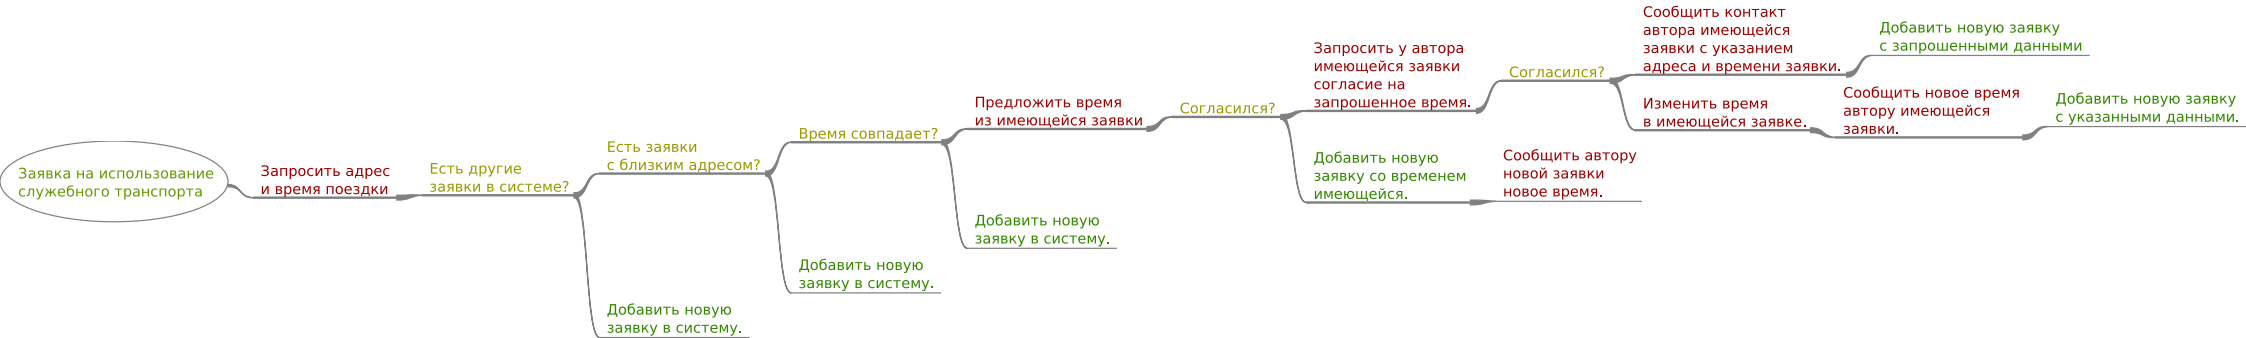 Заявка на использование
служебного транспорта
Запросить адрес
и время поездки
Есть другие
заявки в системе?
Есть заявки
с близким адресом?
Время совпадает?
Предложить время
из имеющейся заявки
Согласился?
Запросить у автора
имеющейся заявки
согласие на
запрошенное время.
Согласился?
Сообщить контакт
автора имеющейся
заявки с указанием
адреса и времени заявки.
Добавить новую заявку
с запрошенными данными
Изменить время
в имеющейся заявке.
Сообщить новое время
автору имеющейся
заявки.
Добавить новую заявку
с указанными данными.
Добавить новую
заявку со временем
имеющейся.
Сообщить автору
новой заявки
новое время.
Добавить новую
заявку в систему.
Добавить новую
заявку в систему.
Добавить новую
заявку в систему.